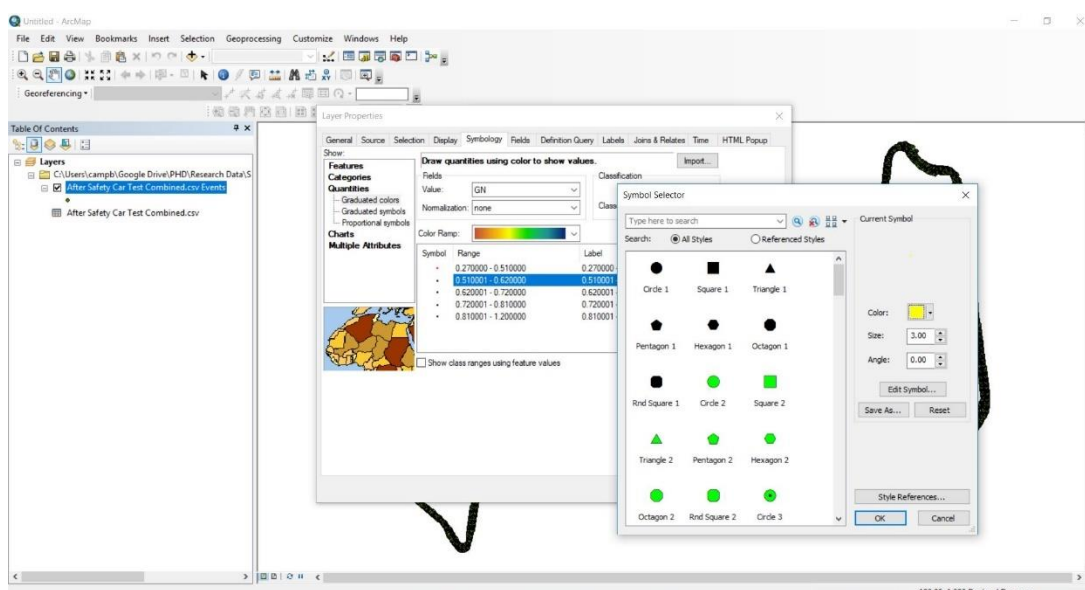 Untitled - ArcMap
File Edit View Bookmarks Insert Selection Geoprocessing Customize Windows Help
Georeferencing
Table Of Contents
Layers
C:\Users\campb\Google Drive\PHD\Research Data\S
After Safety Car Test Combined.csv Events
After Safety Car Test Combined.csv
Layer Properties
General Source Selection Display Symbology Fields Definition Query Labels Joins & Relates Time HTML Popup
Show:
Features
Categories
Quantities
Graduated colors
Graduated symbols
Proportional symbols
Charts
Multiple Attributes
Draw quantities using color to show values.
Import...
Fields
Classification
Value: GN
Normalization: none
Color Ramp:
Symbol Range Label
0.270000 - 0.510000 0.270000
0.510001 - 0.620000 0.510001
0.620001 - 0.720000 0.620001
0.720001 - 0.810000 0.720001
0.810001 - 1.200000 0.810001
Show class ranges using feature values
Symbol Selector
Type here to search
Search: All Styles Referenced Styles
Circle 1 Square 1 Triangle 1
Pentagon 1 Hexagon 1 Octagon 1
Rnd Square 1 Circle 2 Square 2
Triangle 2 Pentagon 2 Hexagon 2
Octagon 2 Rnd Square 2 Circle 3
Current Symbol
Color:
Size: 3.00
Angle: 0.00
Edit Symbol...
Save As... Reset
Style References...
OK Cancel